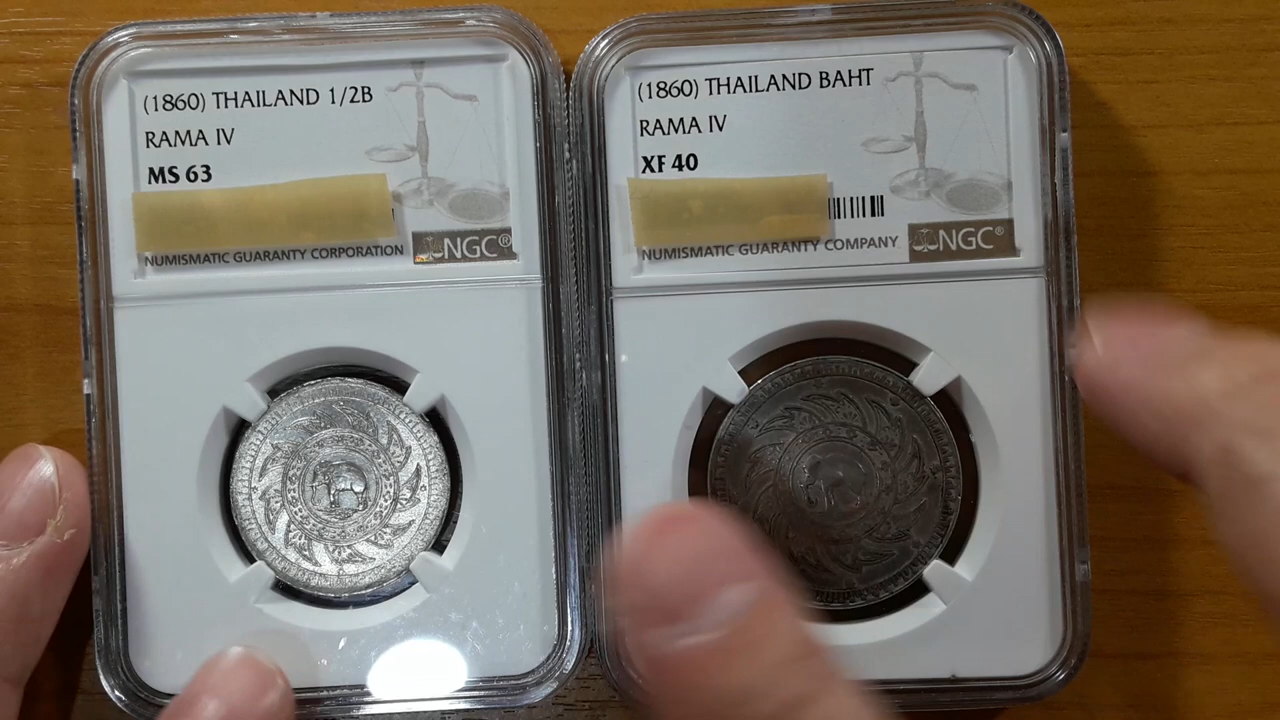 (1860) THAILAND 1/2B
RAMA IV
MS 63
NUMISMATIC GUARANTY CORPORATION
NGC®
(1860) THAILAND BAHT
RAMA IV
XF 40
NUMISMATIC GUARANTY COMPANY
NGC®